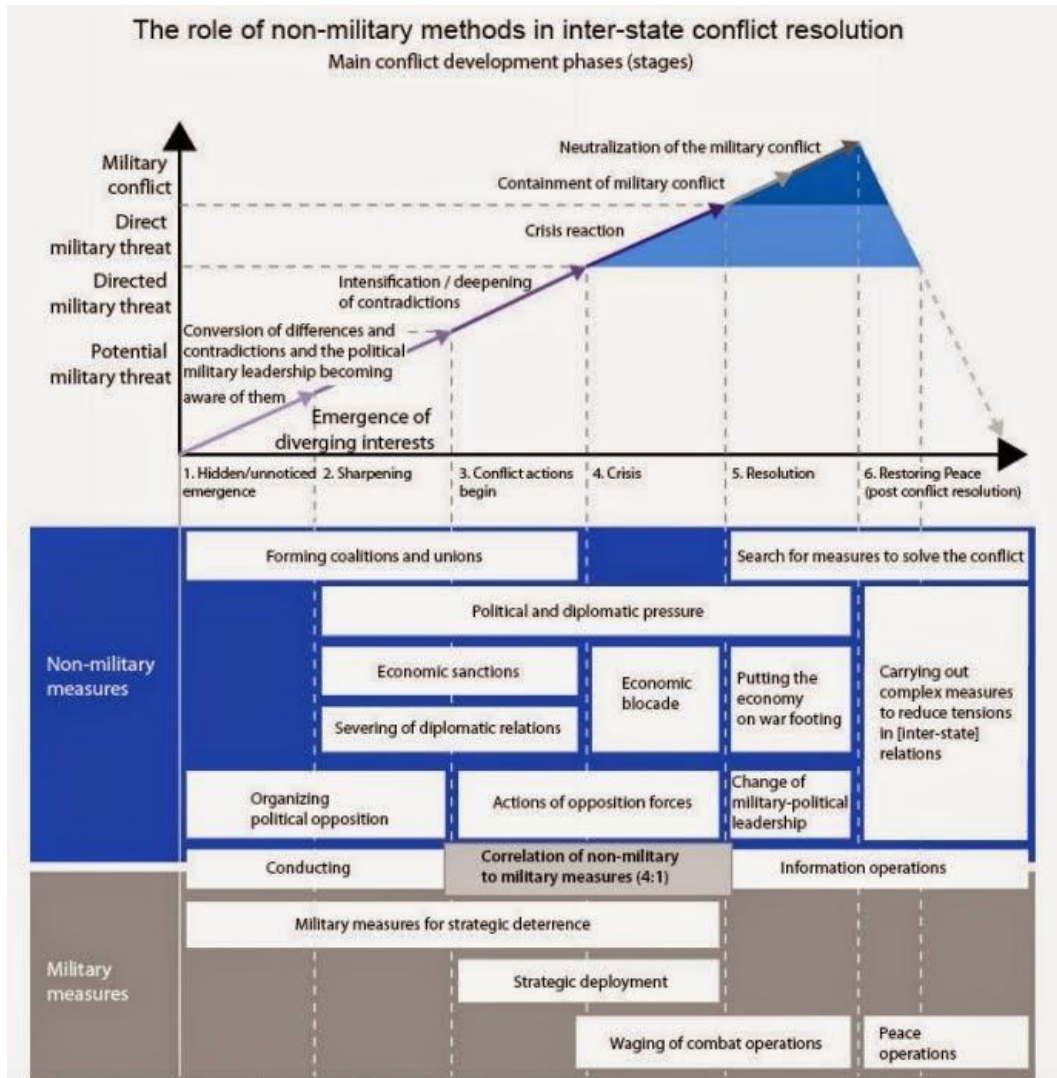 The role of non-military methods in inter-state conflict resolution
Main conflict development phases (stages)
Neutralization of the military conflict
Military
conflict
Containment of military conflict
Direct
military threat
Crisis reaction
Directed
military threat
Intensification / deepening
of contradictions
Potential
military threat
Conversion of differences and
contradictions and the political
military leadership becoming
aware of them
Emergence of
diverging interests
1. Hidden/unnoticed
emergence
2. Sharpening
3. Conflict actions
begin
4. Crisis
5. Resolution
6. Restoring Peace
(post conflict resolution)
Non-military
measures
Forming coalitions and unions
Search for measures to solve the conflict
Political and diplomatic pressure
Economic sanctions
Severing of diplomatic relations
Economic
blocade
Putting the
economy
on war footing
Carrying out
complex measures
to reduce tensions
in [inter-state]
relations
Organizing
political opposition
Actions of opposition forces
Change of
military-political
leadership
Conducting
Correlation of non-military
to military measures (4:1)
Information operations
Military
measures
Military measures for strategic deterrence
Strategic deployment
Waging of combat operations
Peace
operations